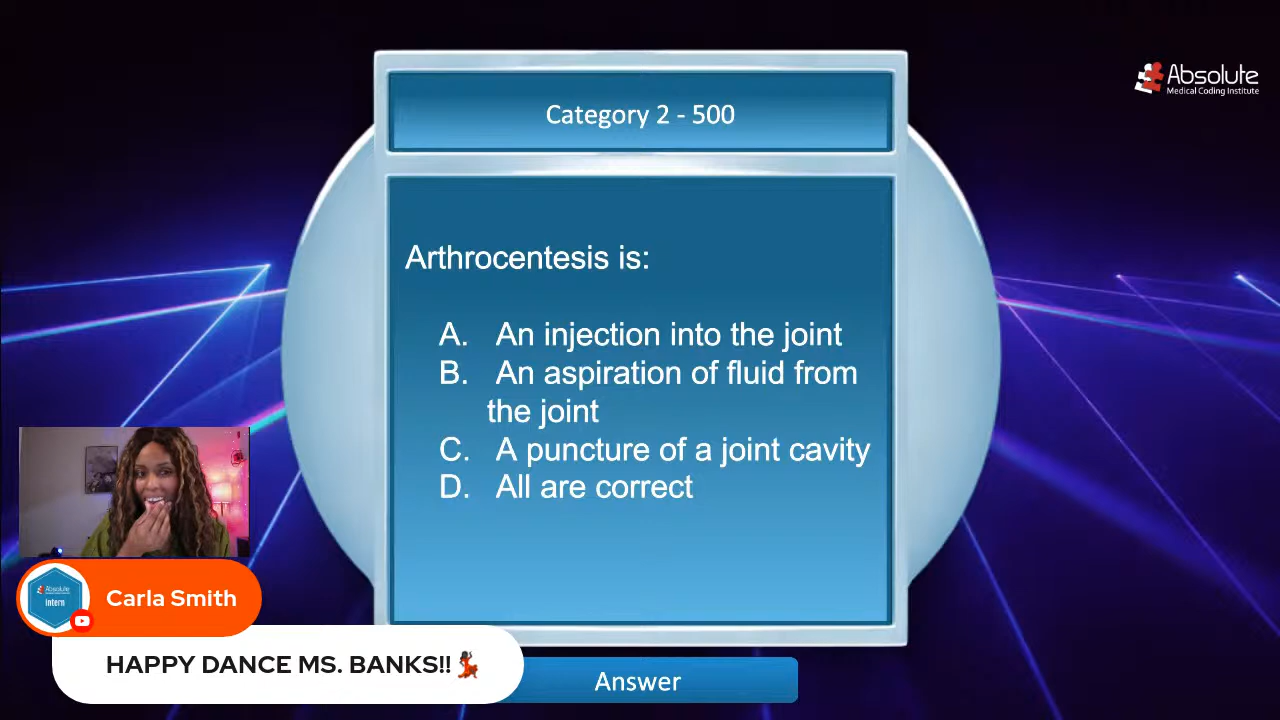 Absolute
Medical Coding Institute
Category 2 - 500
Arthrocentesis is:
A. An injection into the joint
B. An aspiration of fluid from
the joint
C. A puncture of a joint cavity
D. All are correct
Absolute
Intern
Carla Smith
HAPPY DANCE MS. BANKS!!💃
Answer